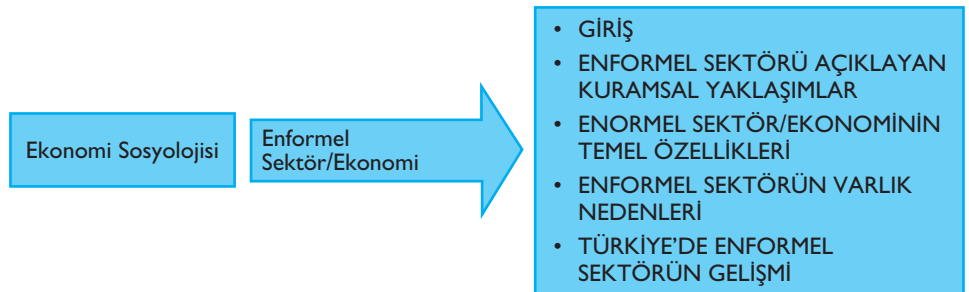 Ekonomi Sosyolojisi
Enformel
Sektör/Ekonomi
• GİRİŞ
• ENFORMEL SEKTÖRÜ AÇIKLAYAN
KURAMSAL YAKLAŞIMLAR
• ENORMEL SEKTÖR/EKONOMİNİN
TEMEL ÖZELLİKLERİ
• ENFORMEL SEKTÖRÜN VARLIK
NEDENLERİ
• TÜRKİYE’DE ENFORMEL
SEKTÖRÜN GELİŞMİ